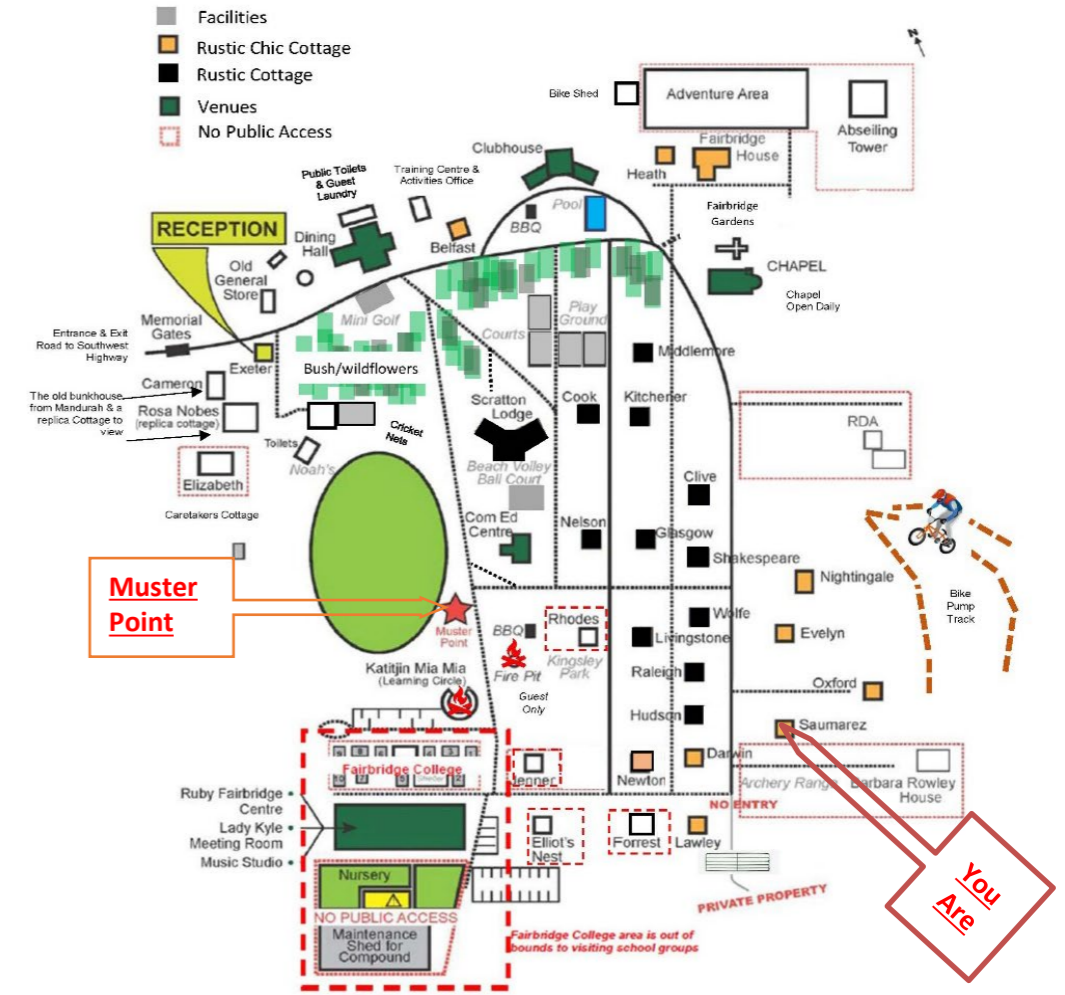 Facilities
Rustic Chic Cottage
Rustic Cottage
Venues
No Public Access
N
Bike Shed
Adventure Area
Abseiling
Tower
Fairbridge
House
Heath
Clubhouse
Public Toilets
& Guest
Laundry
Training Centre &
Activities Office
Pool
BBQ
Belfast
Dining
Hall
RECEPTION
Old
General
Store
Fairbridge
Gardens
CHAPEL
Chapel
Open Daily
Mini Golf
Courts
Play
Ground
Memorial
Gates
Entrance & Exit
Road to Southwest
Highway
Exeter
Bush/wildflowers
Middlemore
Cameron
The old bunkhouse
from Mandurah & a
replica Cottage to
view
Rosa Nobes
(replica cottage)
Scratton
Lodge
Cook
Kitchener
Cricket
Nets
Toilets
Noah's
RDA
Elizabeth
Beach Volley
Ball Court
Clive
Caretakers Cottage
Com Ed
Centre
Nelson
Glasgow
Shakespeare
Nightingale
Bike
Pump
Track
Muster
Point
Muster
Point
BBQ
Rhodes
Wolfe
Livingstone
Evelyn
Katitjin Mia Mia
(Learning Circle)
Fire Pit
Kingsley
Park
Raleigh
Oxford
Guest
Only
Hudson
Saumarez
Fairbridge College
Jenner
Newton
Darwin
Archery Range
Barbara Rowley
House
NO ENTRY
Ruby Fairbridge
Centre
Lady Kyle
Meeting Room
Music Studio
Elliot's
Nest
Forrest
Lawley
You
Are
Nursery
PRIVATE PROPERTY
NO PUBLIC ACCESS
Maintenance
Shed for
Compound
Fairbridge College area is out of
bounds to visiting school groups